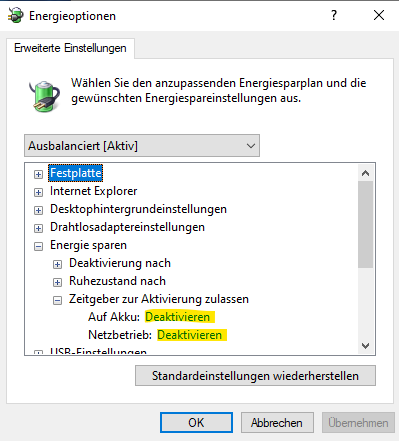 Energieoptionen
Erweiterte Einstellungen
Wählen Sie den anzupassenden Energiesparplan und die
gewünschten Energiespareinstellungen aus.
Ausbalanciert [Aktiv]
Festplatte
Internet Explorer
Desktophintergrundeinstellungen
Drahtlosadaptereinstellungen
Energie sparen
Deaktivierung nach
Ruhezustand nach
Zeitgeber zur Aktivierung zulassen
Auf Akku: Deaktivieren
Netzbetrieb: Deaktivieren
USB-Einstellungen
Standardeinstellungen wiederherstellen
OK
Abbrechen
Übernehmen